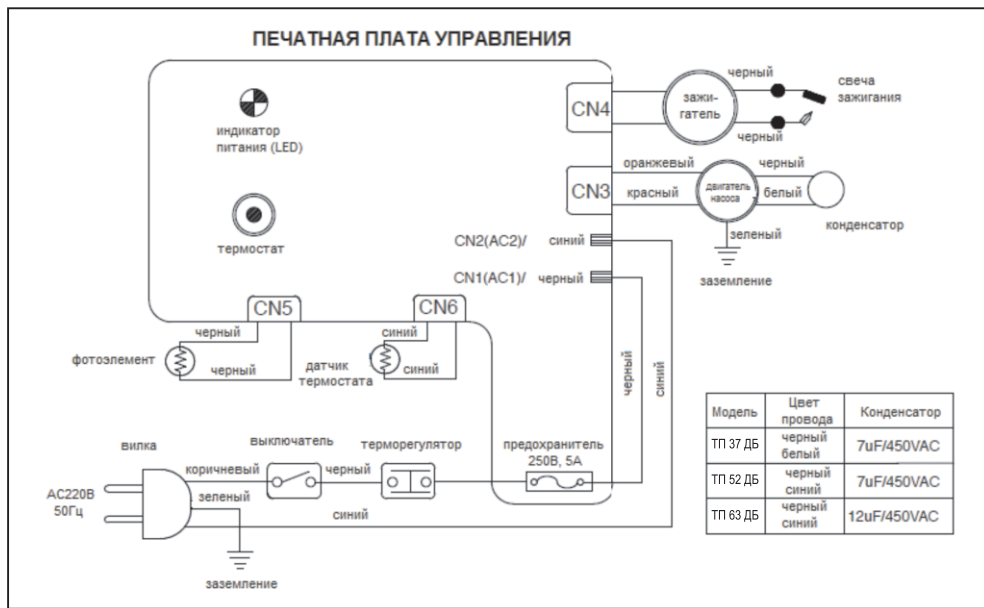 ПЕЧАТНАЯ ПЛАТА УПРАВЛЕНИЯ
индикатор
питания (LED)
термостат
CN4
зажи-
гатель
черный
черный
свеча
зажигания
CN3
оранжевый
красный
двигатель
насоса
черный
белый
конденсатор
зеленый
заземление
CN2(AC2)/ синий
CN1(AC1)/ черный
CN5
черный
черный
фотоэлемент
CN6
синий
синий
датчик
термостата
черный
синий
вилка
AC220В
50Гц
коричневый
зеленый
синий
заземление
выключатель
черный
терморегулятор
предохранитель
250В, 5А
Модель Цвет провода Конденсатор
ТП 37 ДБ черный белый 7uF/450VAC
ТП 52 ДБ черный синий 7uF/450VAC
ТП 63 ДБ черный синий 12uF/450VAC